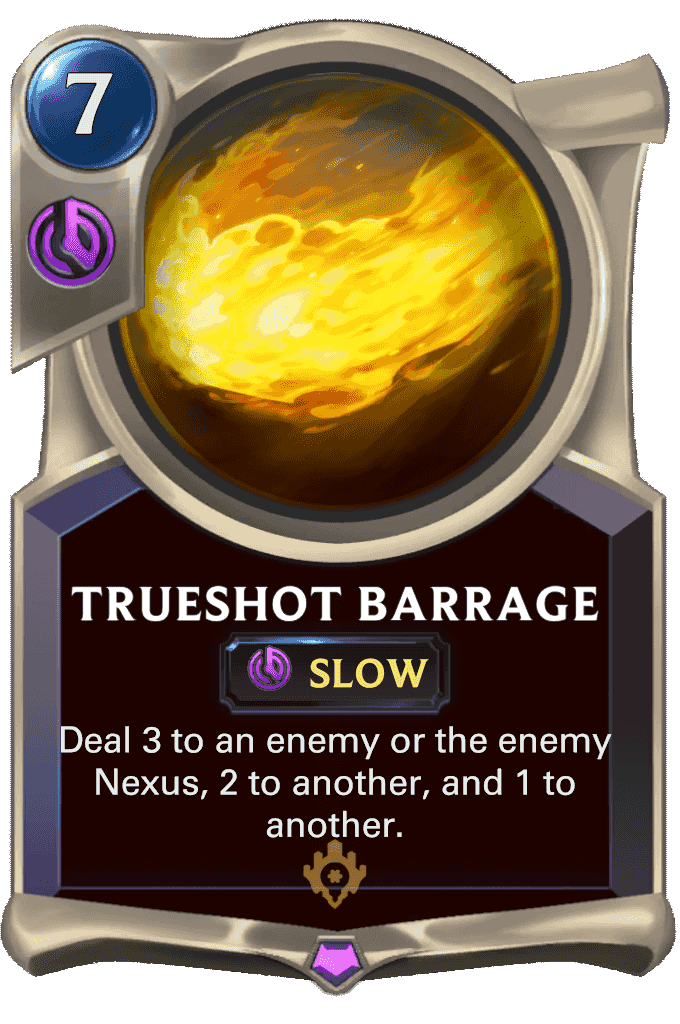 7
TRUESHOT BARRAGE
SLOW
Deal 3 to an enemy or the enemy
Nexus, 2 to another, and 1 to
another.